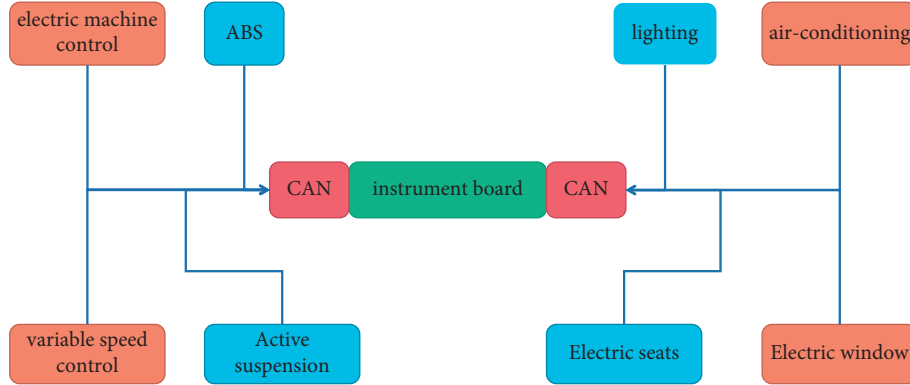 electric machine
control
ABS
lighting
air-conditioning
CAN
instrument board
CAN
variable speed
control
Active
suspension
Electric seats
Electric window